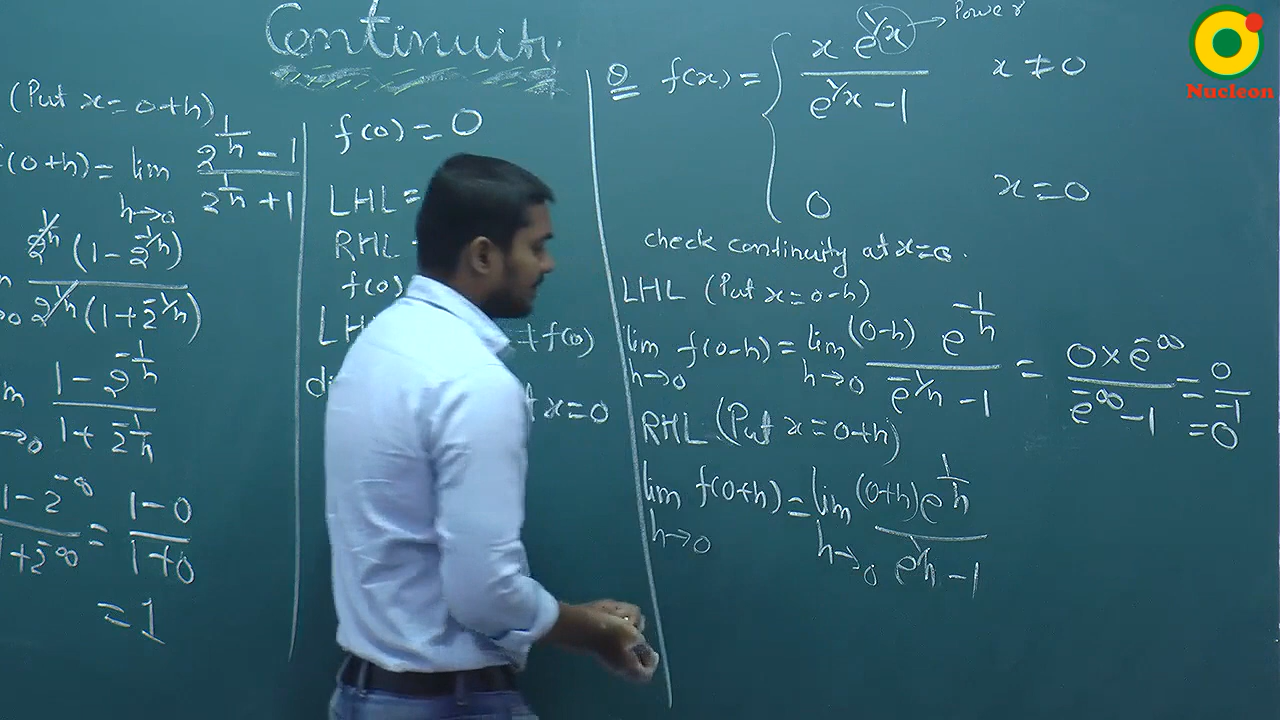 Continuity
(Put x=0+h)
f(0+h)= lim h→0 2^{1/h} -1 / 2^{1/h} +1
2^{1/h} (1-2^{-1/h}) / 2^{1/h} (1+2^{-1/h})
1-2^{-1/h} / 1+2^{-1/h}
1-2^{-∞} / 1+2^{-∞} = 1-0 / 1+0
=1
f(0)=0
LHL=
RHL
f(0)
≠f(0)
x=0
Q f(x)= { x e^{1/x} / e^{1/x} -1 x≠0
→ Power
0 x=0
check continuity at x=0.
LHL (Put x=0-h)
lim h→0 f(0-h)= lim h→0 (0-h) e^{-1/h} / e^{-1/h} -1 = 0×e^{-∞} / e^{-∞} -1 = 0/-1
=0
RHL (Put x=0+h)
lim h→0 f(0+h)= lim h→0 (0+h)e^{1/h} / e^{1/h} -1
Nucleon